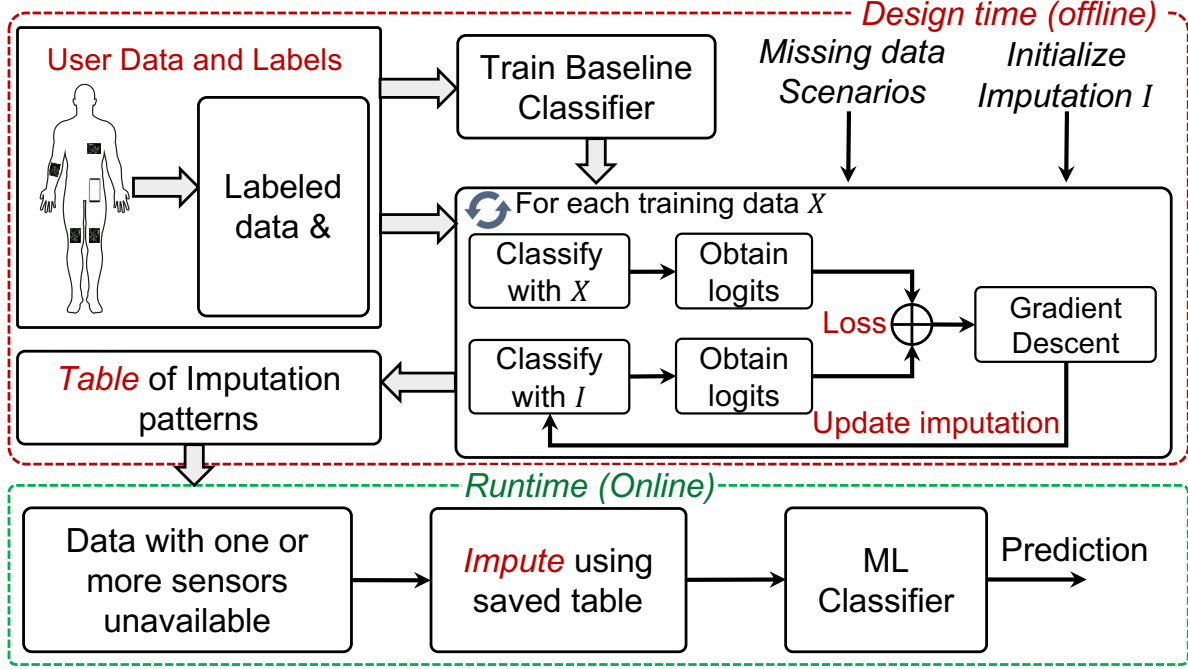 Design time (offline)
User Data and Labels
Labeled
data &
Train Baseline
Classifier
Missing data
Scenarios
Initialize
Imputation I
For each training data X
Classify
with X
Obtain
logits
Loss
Gradient
Descent
Classify
with I
Obtain
logits
Update imputation
Table of Imputation
patterns
Runtime (Online)
Data with one or
more sensors
unavailable
Impute using
saved table
ML
Classifier
Prediction